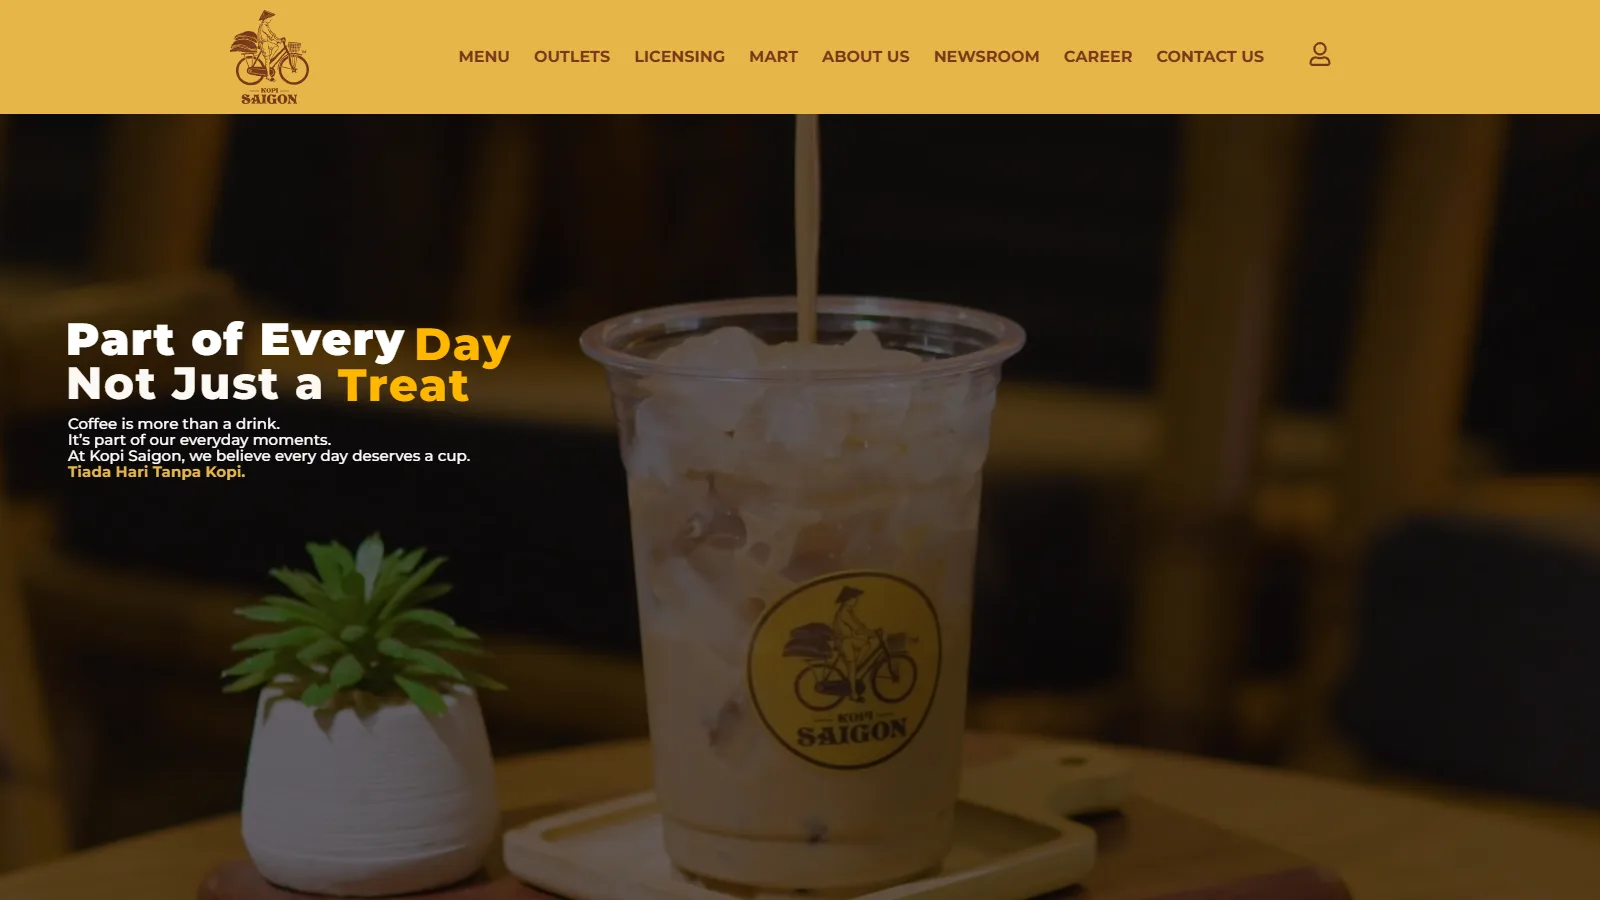 KOPI
SAIGON
MENU
OUTLETS
LICENSING
MART
ABOUT US
NEWSROOM
CAREER
CONTACT US
Part of Every Day
Not Just a Treat
Coffee is more than a drink.
It's part of our everyday moments.
At Kopi Saigon, we believe every day deserves a cup.
Tiada Hari Tanpa Kopi.
KOPI
SAIGON